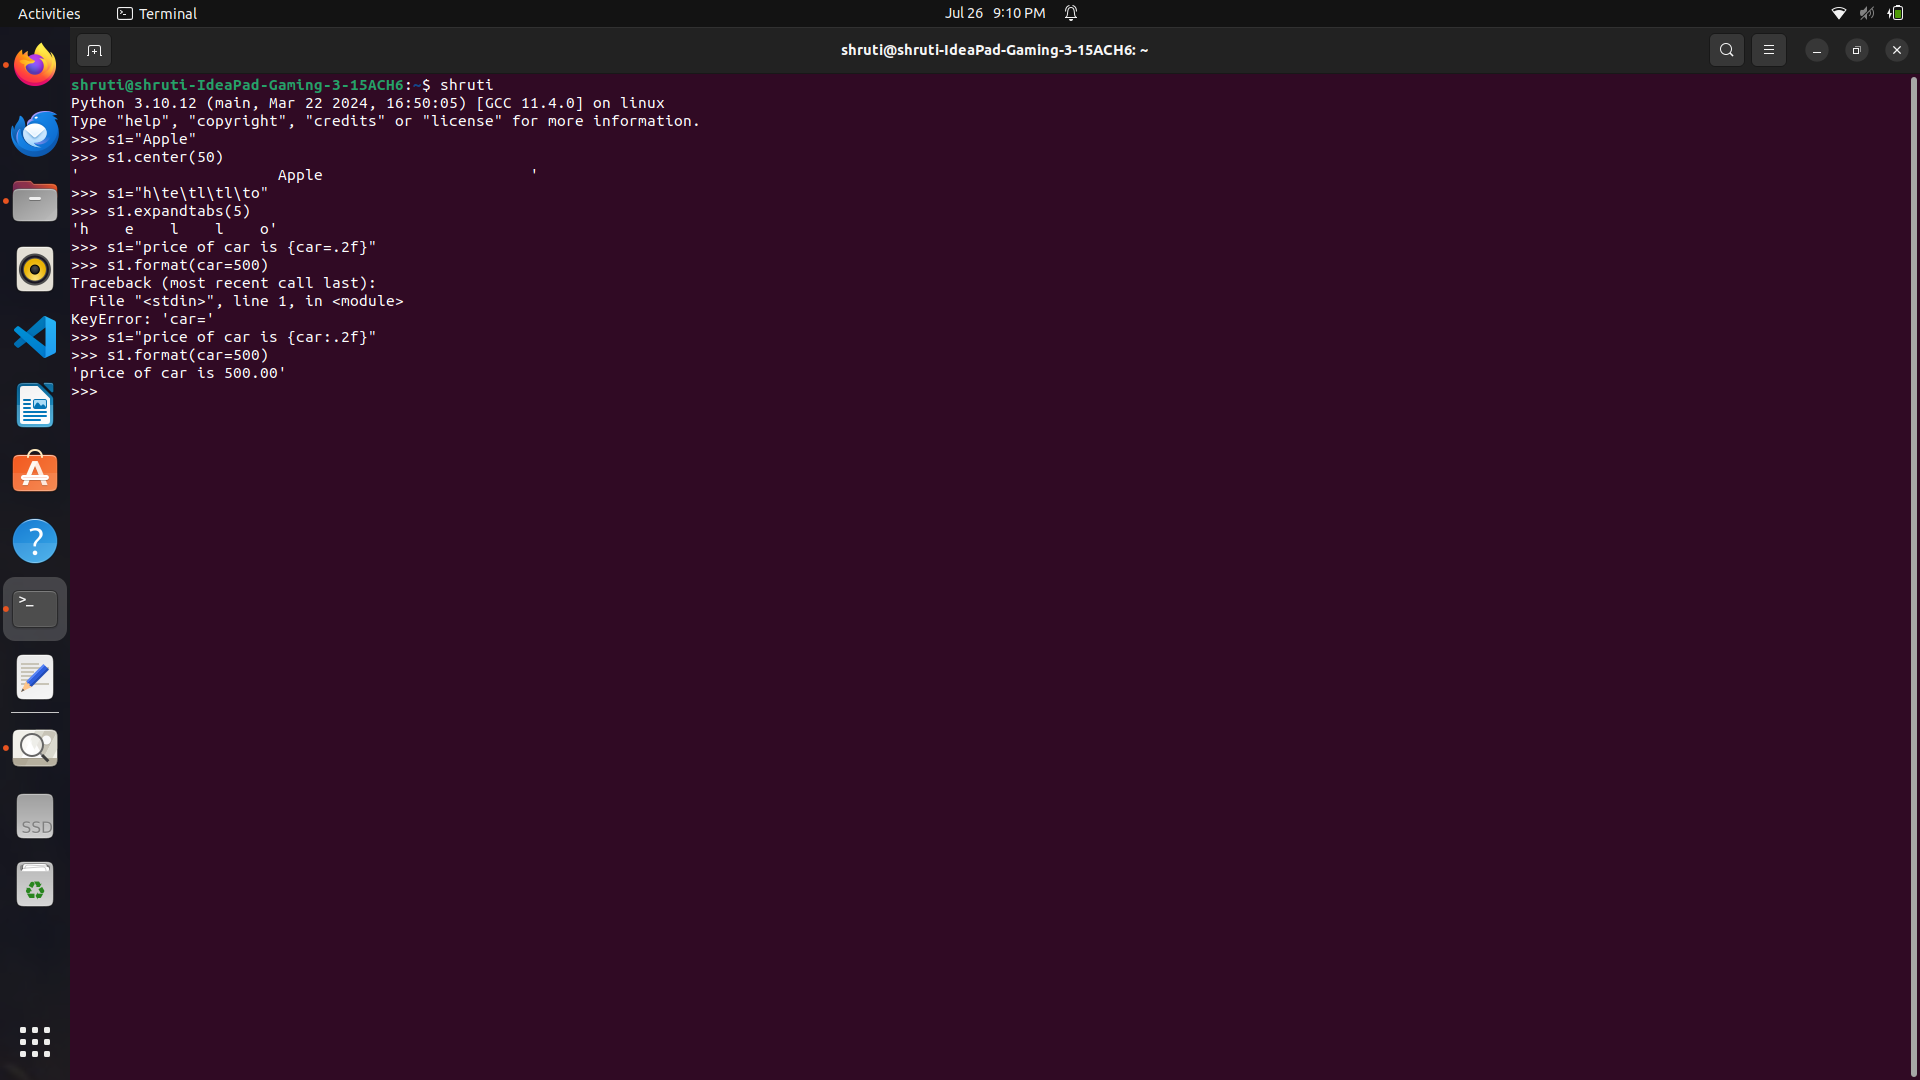 Activities Terminal Jul 26 9:10 PM
shruti@shruti-IdeaPad-Gaming-3-15ACH6: ~
shruti@shruti-IdeaPad-Gaming-3-15ACH6:~$ shruti
Python 3.10.12 (main, Mar 22 2024, 16:50:05) [GCC 11.4.0] on linux
Type "help", "copyright", "credits" or "license" for more information.
>>> s1="Apple"
>>> s1.center(50)
'                      Apple                       '
>>> s1="h\te\tl\tl\to"
>>> s1.expandtabs(5)
'h    e    l    l    o'
>>> s1="price of car is {car=.2f}"
>>> s1.format(car=500)
Traceback (most recent call last):
  File "<stdin>", line 1, in <module>
KeyError: 'car='
>>> s1="price of car is {car:.2f}"
>>> s1.format(car=500)
'price of car is 500.00'
>>>
>_
SSD